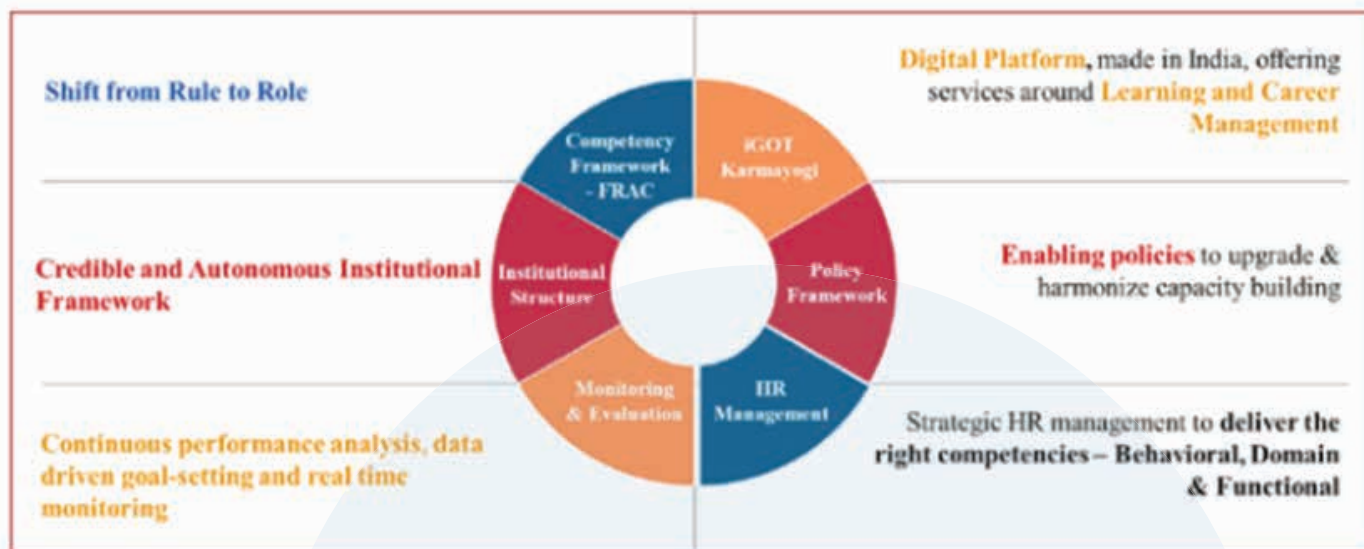 Shift from Rule to Role
Competency
Framework
- FRAC
iGOT
Karmayogi
Digital Platform, made in India, offering
services around Learning and Career
Management
Credible and Autonomous Institutional
Framework
Institutional
Structure
Policy
Framework
Enabling policies to upgrade &
harmonize capacity building
Continuous performance analysis, data
driven goal-setting and real time
monitoring
Monitoring
& Evaluation
HR
Management
Strategic HR management to deliver the
right competencies – Behavioral, Domain
& Functional